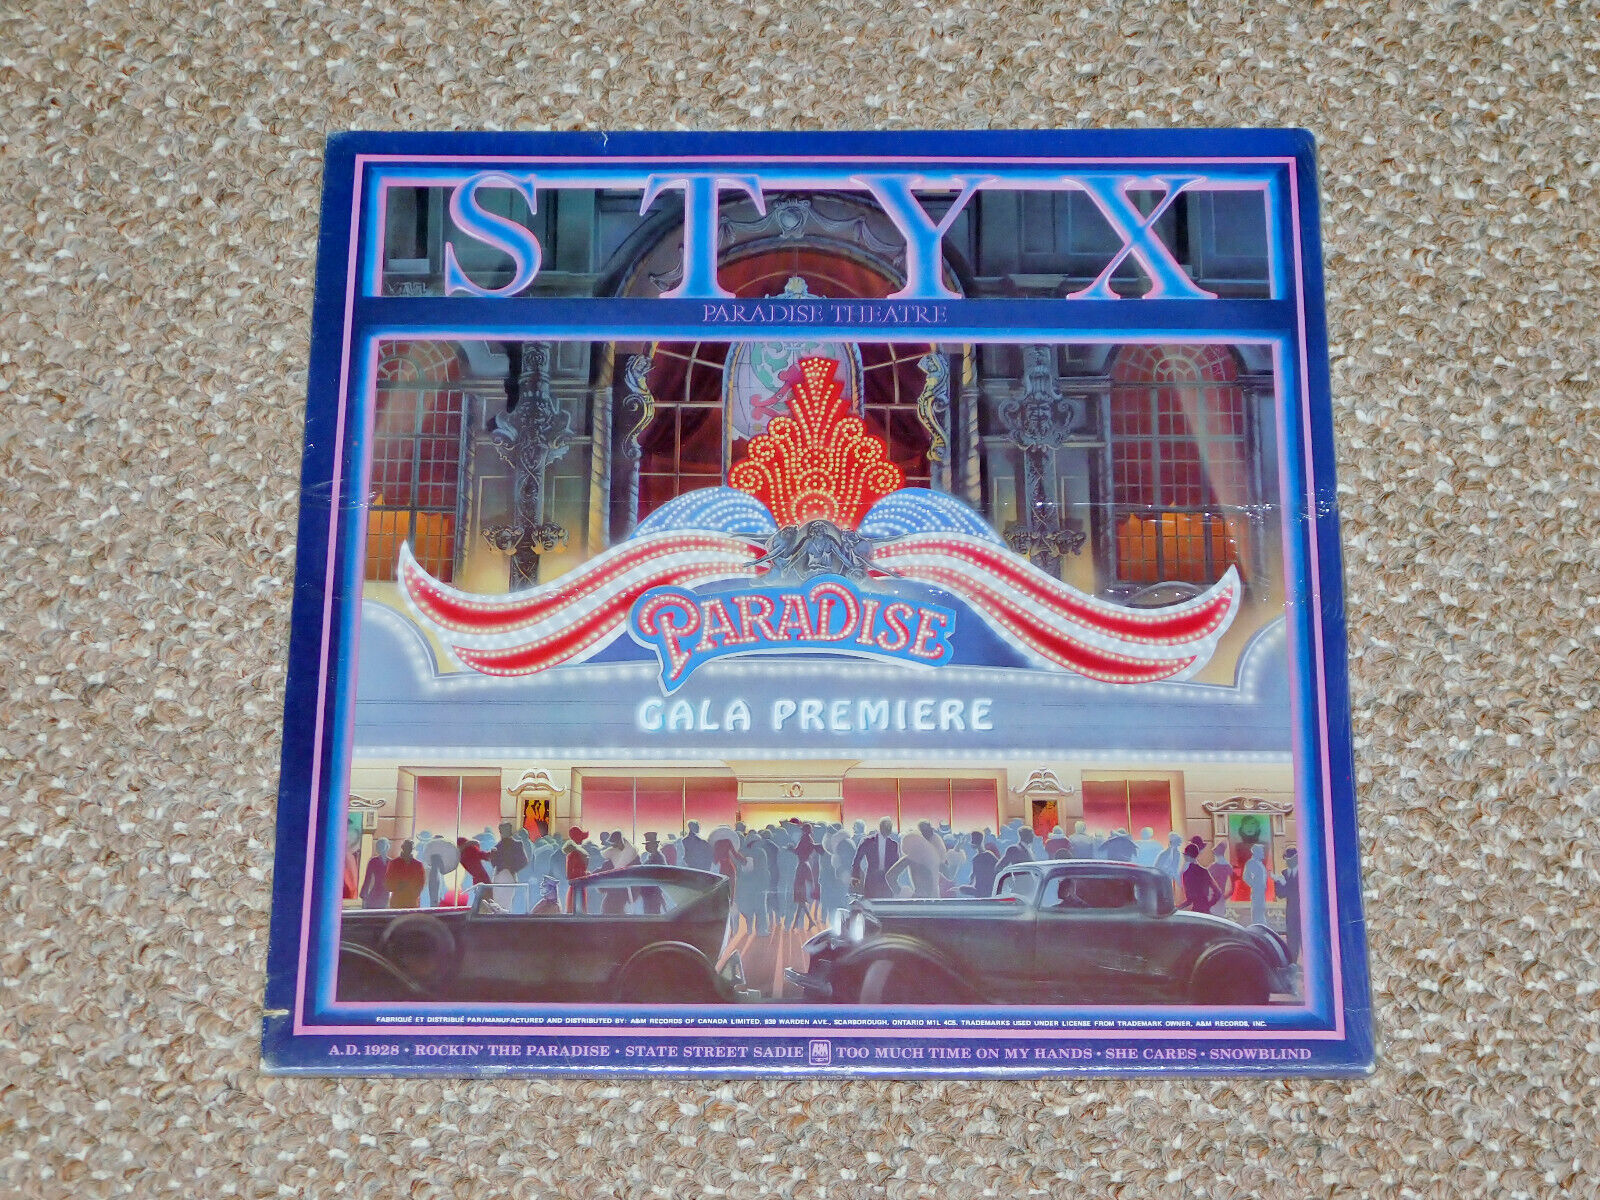 STYX
PARADISE THEATRE
PARADISE
GALA PREMIERE
10
FABRIQUÉ ET DISTRIBUÉ PAR/MANUFACTURED AND DISTRIBUTED BY: A&M RECORDS OF CANADA LIMITED, 939 WARDEN AVE., SCARBOROUGH, ONTARIO M1L 4C5. TRADEMARKS USED UNDER LICENSE FROM TRADEMARK OWNER, A&M RECORDS, INC.
A.D. 1928 • ROCKIN' THE PARADISE • STATE STREET SADIE A&M TOO MUCH TIME ON MY HANDS • SHE CARES • SNOWBLIND